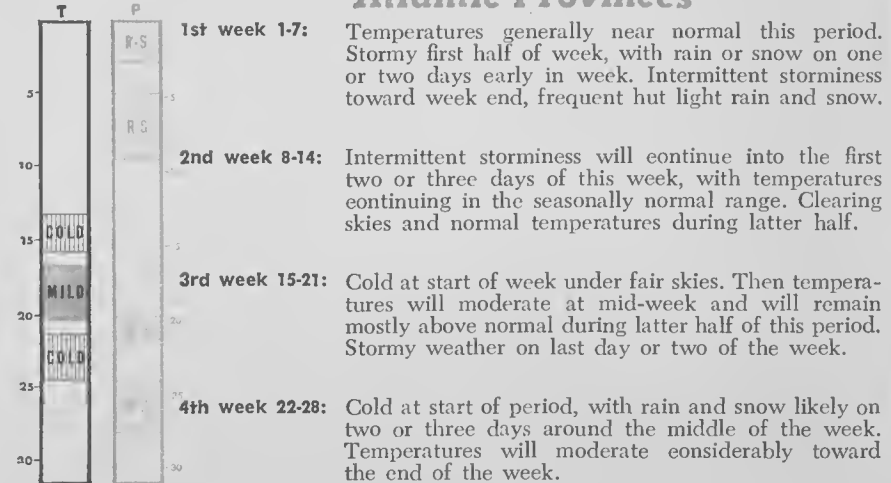 Atlantic Provinces
T
P
1st week 1-7: Temperatures generally near normal this period.
Stormy first half of week, with rain or snow on one
or two days early in week. Intermittent storminess
toward week end, frequent hut light rain and snow.
2nd week 8-14: Intermittent storminess will eontinue into the first
two or three days of this week, with temperatures
eontinuing in the seasonally normal range. Clearing
skies and normal temperatures during latter half.
3rd week 15-21: Cold at start of week under fair skies. Then tempera-
tures will moderate at mid-week and will remain
mostly above normal during latter half of this period.
Stormy weather on last day or two of the week.
4th week 22-28: Cold at start of period, with rain and snow likely on
two or three days around the middle of the week.
Temperatures will moderate eonsiderably toward
the end of the week.
5
10
15
20
25
30
COLD
MILD
COLD
R-S
R S
5
20
25
30